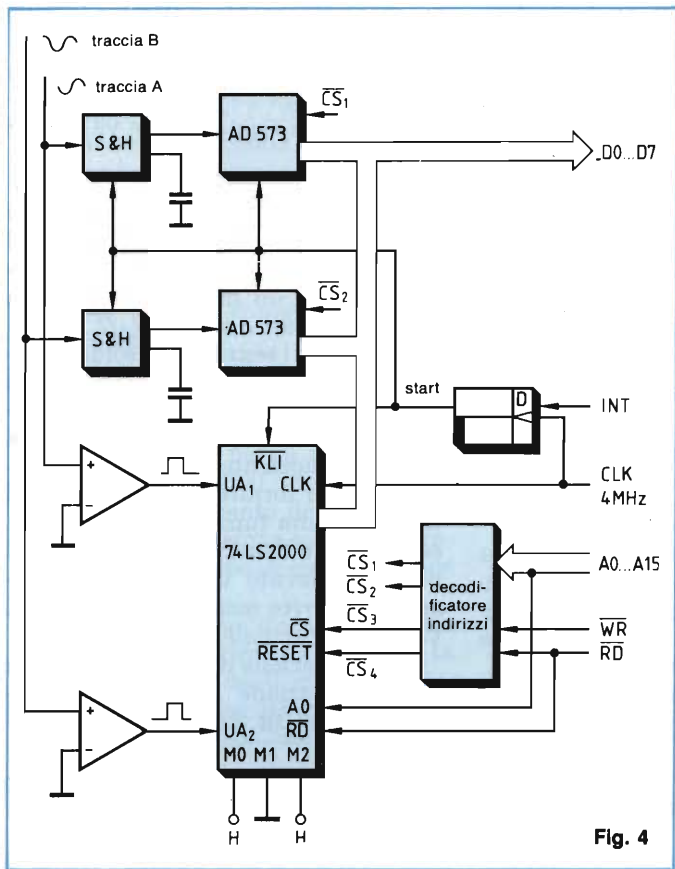 traccia B
traccia A
S & H
AD 573
CS1
D0...D7
S & H
AD 573
CS2
start
D
INT
KLI
UA1
CLK
CLK
4MHz
74LS2000
CS1
CS2
CS3
CS
RESET
CS4
decodi-
ficatore
indirizzi
A0...A15
WR
RD
A0
UA2
RD
M0 M1 M2
H
H
Fig. 4